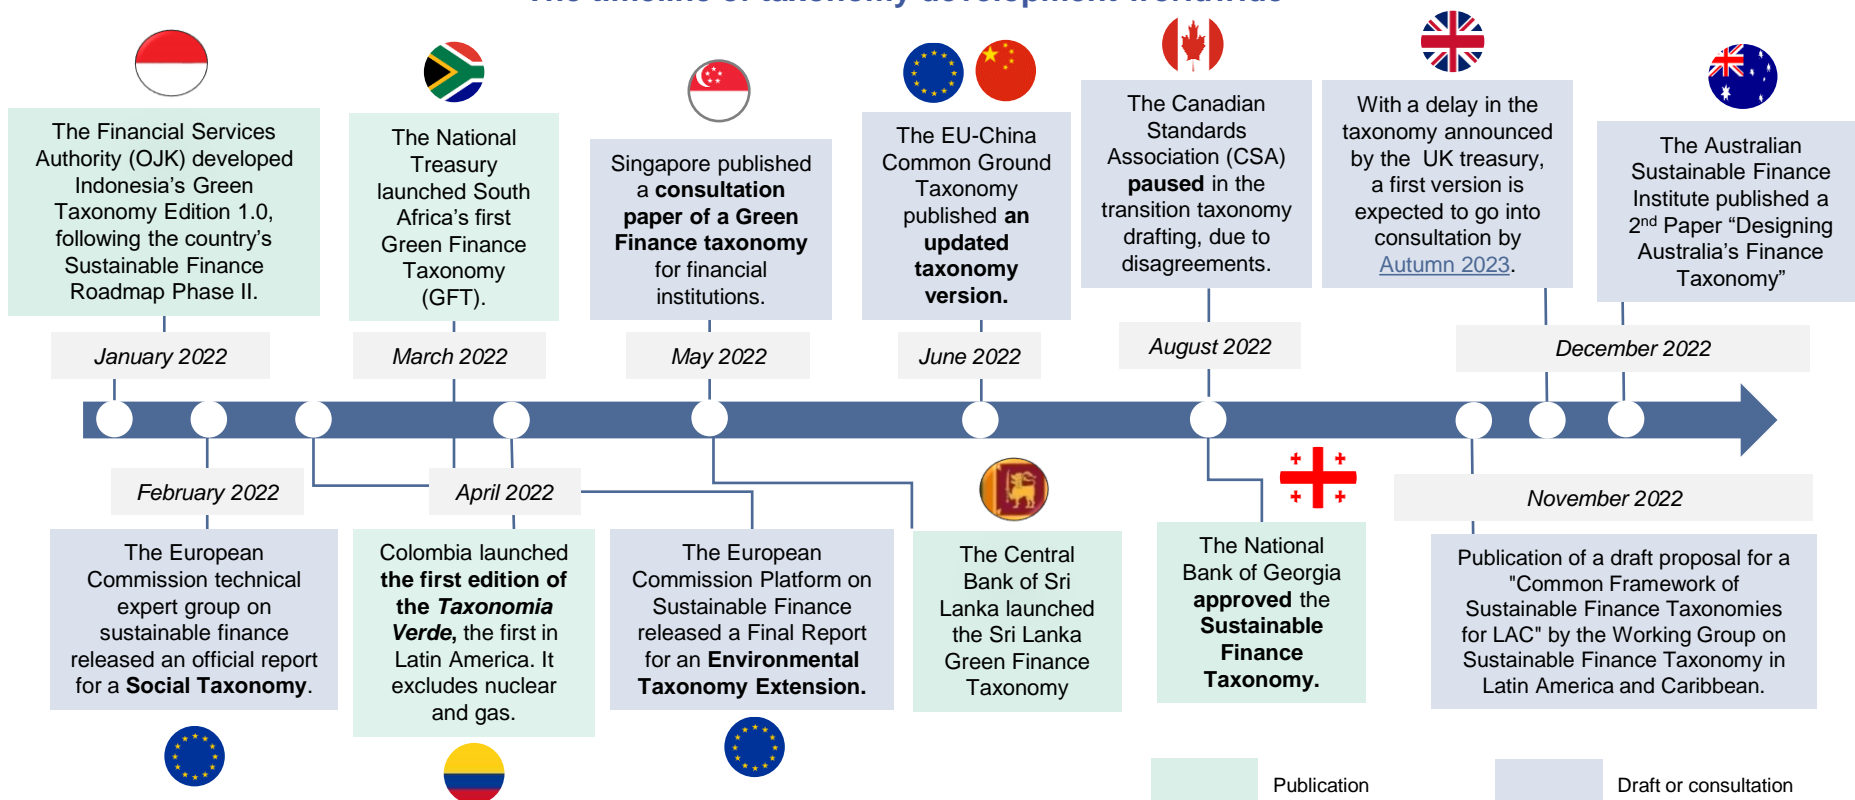 The timeline of taxonomy development worldwide
The Financial Services
Authority (OJK) developed
Indonesia’s Green
Taxonomy Edition 1.0,
following the country’s
Sustainable Finance
Roadmap Phase II.
The National
Treasury
launched South
Africa’s first
Green Finance
Taxonomy
(GFT).
Singapore published
a consultation
paper of a Green
Finance taxonomy
for financial
institutions.
The EU-China
Common Ground
Taxonomy
published an
updated
taxonomy
version.
The Canadian
Standards
Association (CSA)
paused in the
transition taxonomy
drafting, due to
disagreements.
With a delay in the
taxonomy announced
by the UK treasury,
a first version is
expected to go into
consultation by
Autumn 2023.
The Australian
Sustainable Finance
Institute published a
2nd Paper “Designing
Australia’s Finance
Taxonomy”
January 2022
March 2022
May 2022
June 2022
August 2022
December 2022
February 2022
April 2022
November 2022
The European
Commission technical
expert group on
sustainable finance
released an official report
for a Social Taxonomy.
Colombia launched
the first edition of
the Taxonomia
Verde, the first in
Latin America. It
excludes nuclear
and gas.
The European
Commission Platform on
Sustainable Finance
released a Final Report
for an Environmental
Taxonomy Extension.
The Central
Bank of Sri
Lanka launched
the Sri Lanka
Green Finance
Taxonomy
The National
Bank of Georgia
approved the
Sustainable
Finance
Taxonomy.
Publication of a draft proposal for a
"Common Framework of
Sustainable Finance Taxonomies
for LAC" by the Working Group on
Sustainable Finance Taxonomy in
Latin America and Caribbean.
Publication
Draft or consultation